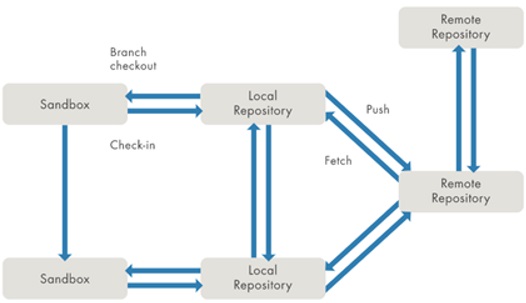 Remote
Repository
Branch
checkout
Sandbox
Local
Repository
Push
Check-in
Fetch
Remote
Repository
Sandbox
Local
Repository